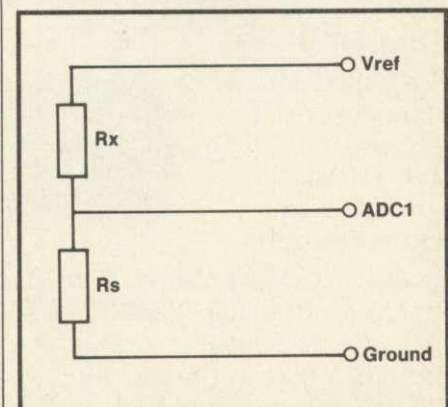 Vref
Rx
ADC1
Rs
Ground